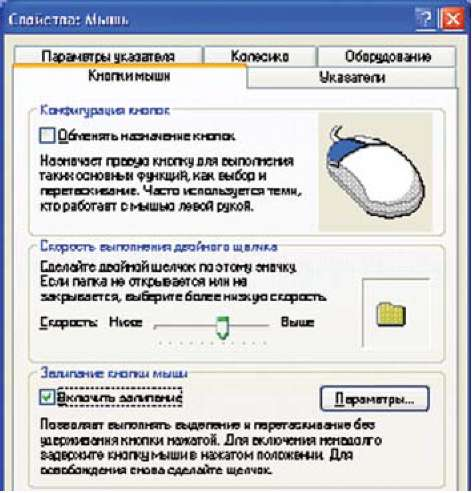 Свойства: Мышь
Параметры указателя Колесико Оборудование
Кнопки мыши Указатели
Конфигурация кнопок
Обменять назначение кнопок
Назначает правую кнопку для выполнения
таких основных функций, как выбор и
перетаскивание. Часто используется теми,
кто работает с мышью левой рукой.
Скорость выполнения двойного щелчка
Сделайте двойной щелчок по этому значку.
Если папка не открывается или не
закрывается, выберите более низкую скорость.
Скорость: Ниже Выше
Залипание кнопки мыши
Включить залипание Параметры...
Позволяет выполнять выделение и перетаскивание без
удерживания кнопки нажатой. Для включения ненадолго
задержите кнопку мыши в нажатом положении. Для
освобождения снова сделайте щелчок.